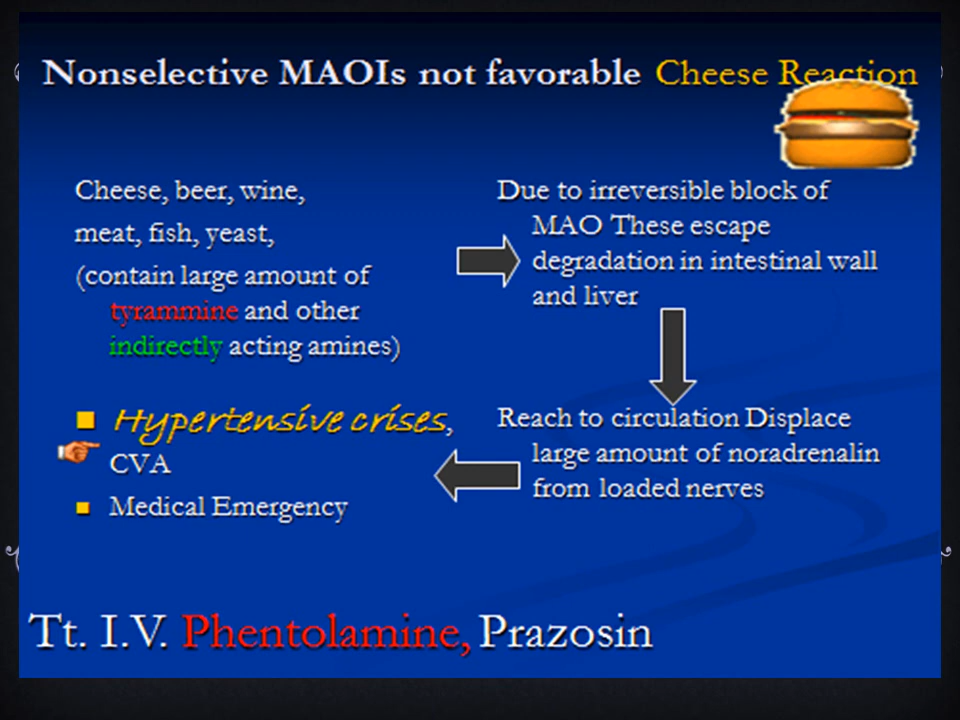 Nonselective MAOIs not favorable Cheese Reaction
Cheese, beer, wine,
meat, fish, yeast,
(contain large amount of
tyrammine and other
indirectly acting amines)
Due to irreversible block of
MAO These escape
degradation in intestinal wall
and liver
Reach to circulation Displace
large amount of noradrenalin
from loaded nerves
Hypertensive crises,
CVA
Medical Emergency
Tt. I.V. Phentolamine, Prazosin